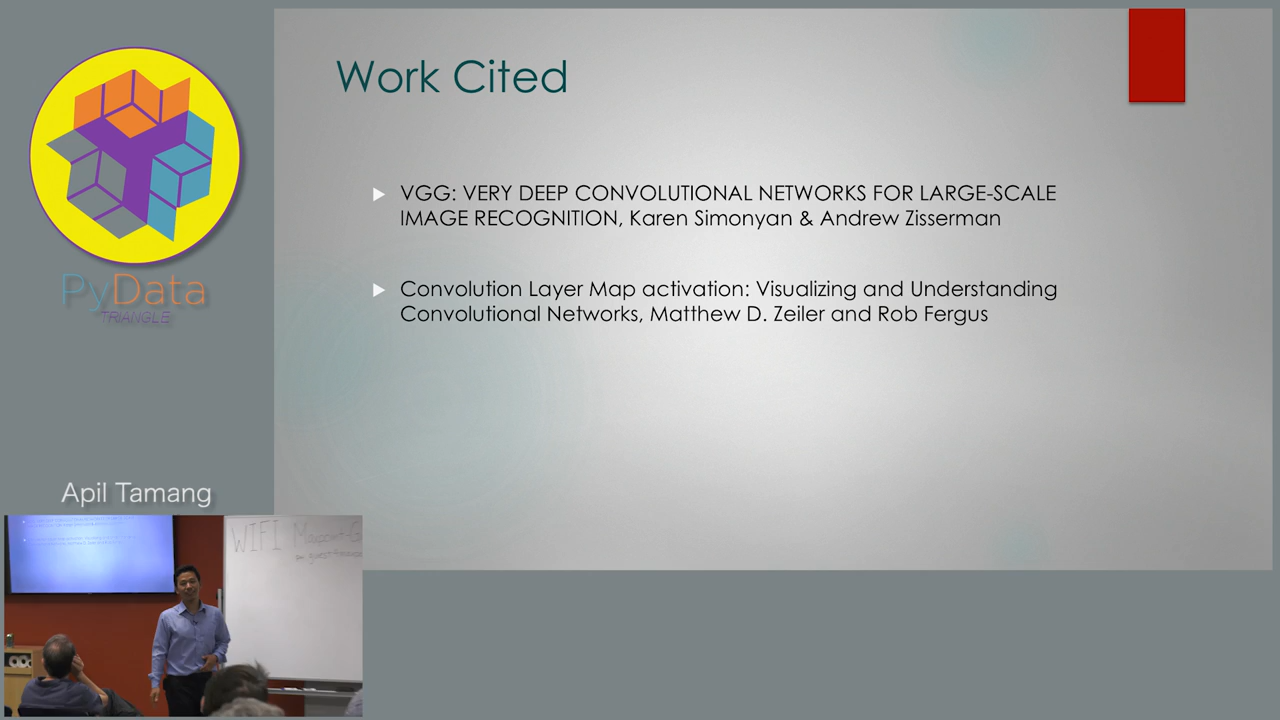 Work Cited
VGG: VERY DEEP CONVOLUTIONAL NETWORKS FOR LARGE-SCALE
IMAGE RECOGNITION, Karen Simonyan & Andrew Zisserman
Convolution Layer Map activation: Visualizing and Understanding
Convolutional Networks, Matthew D. Zeiler and Rob Fergus
PyData
TRIANGLE
Apil Tamang
WIFI